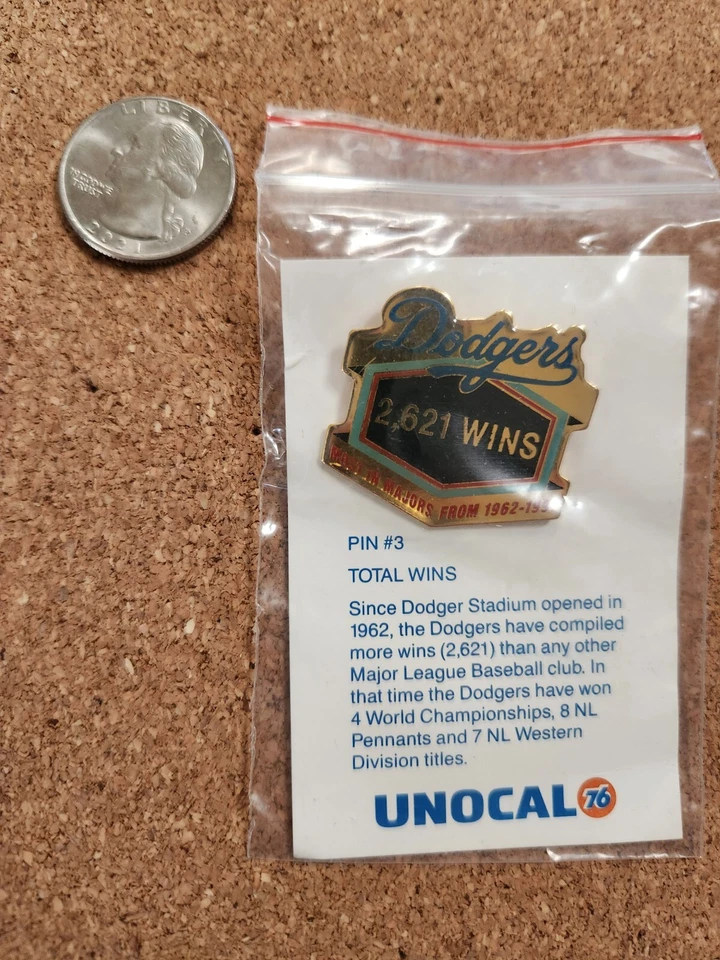 LIBERTY
IN GOD WE
TRUST
2021
Dodgers
2,621 WINS
MOST IN MAJORS FROM 1962-19
PIN #3
TOTAL WINS
Since Dodger Stadium opened in
1962, the Dodgers have compiled
more wins (2,621) than any other
Major League Baseball club. In
that time the Dodgers have won
4 World Championships, 8 NL
Pennants and 7 NL Western
Division titles.
UNOCAL 76